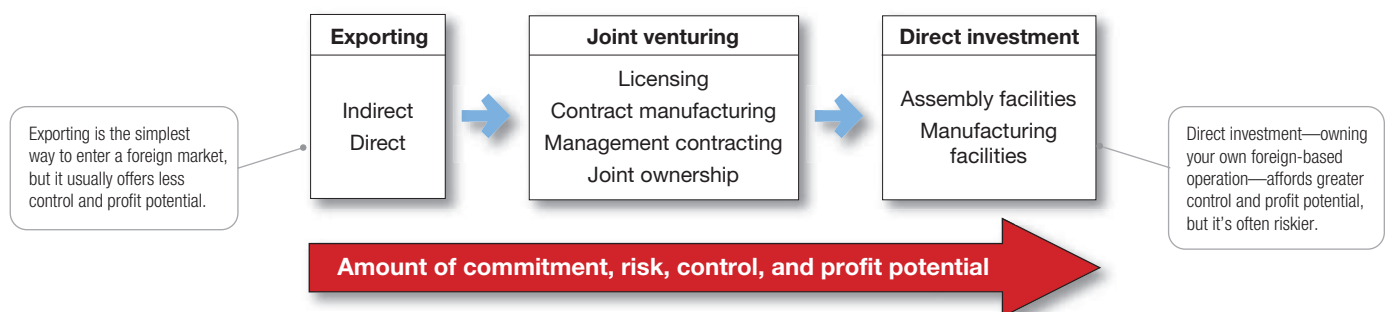 Exporting
Indirect
Direct
Joint venturing
Licensing
Contract manufacturing
Management contracting
Joint ownership
Direct investment
Assembly facilities
Manufacturing
facilities
Exporting is the simplest
way to enter a foreign market,
but it usually offers less
control and profit potential.
Direct investment—owning
your own foreign-based
operation—affords greater
control and profit potential,
but it's often riskier.
Amount of commitment, risk, control, and profit potential